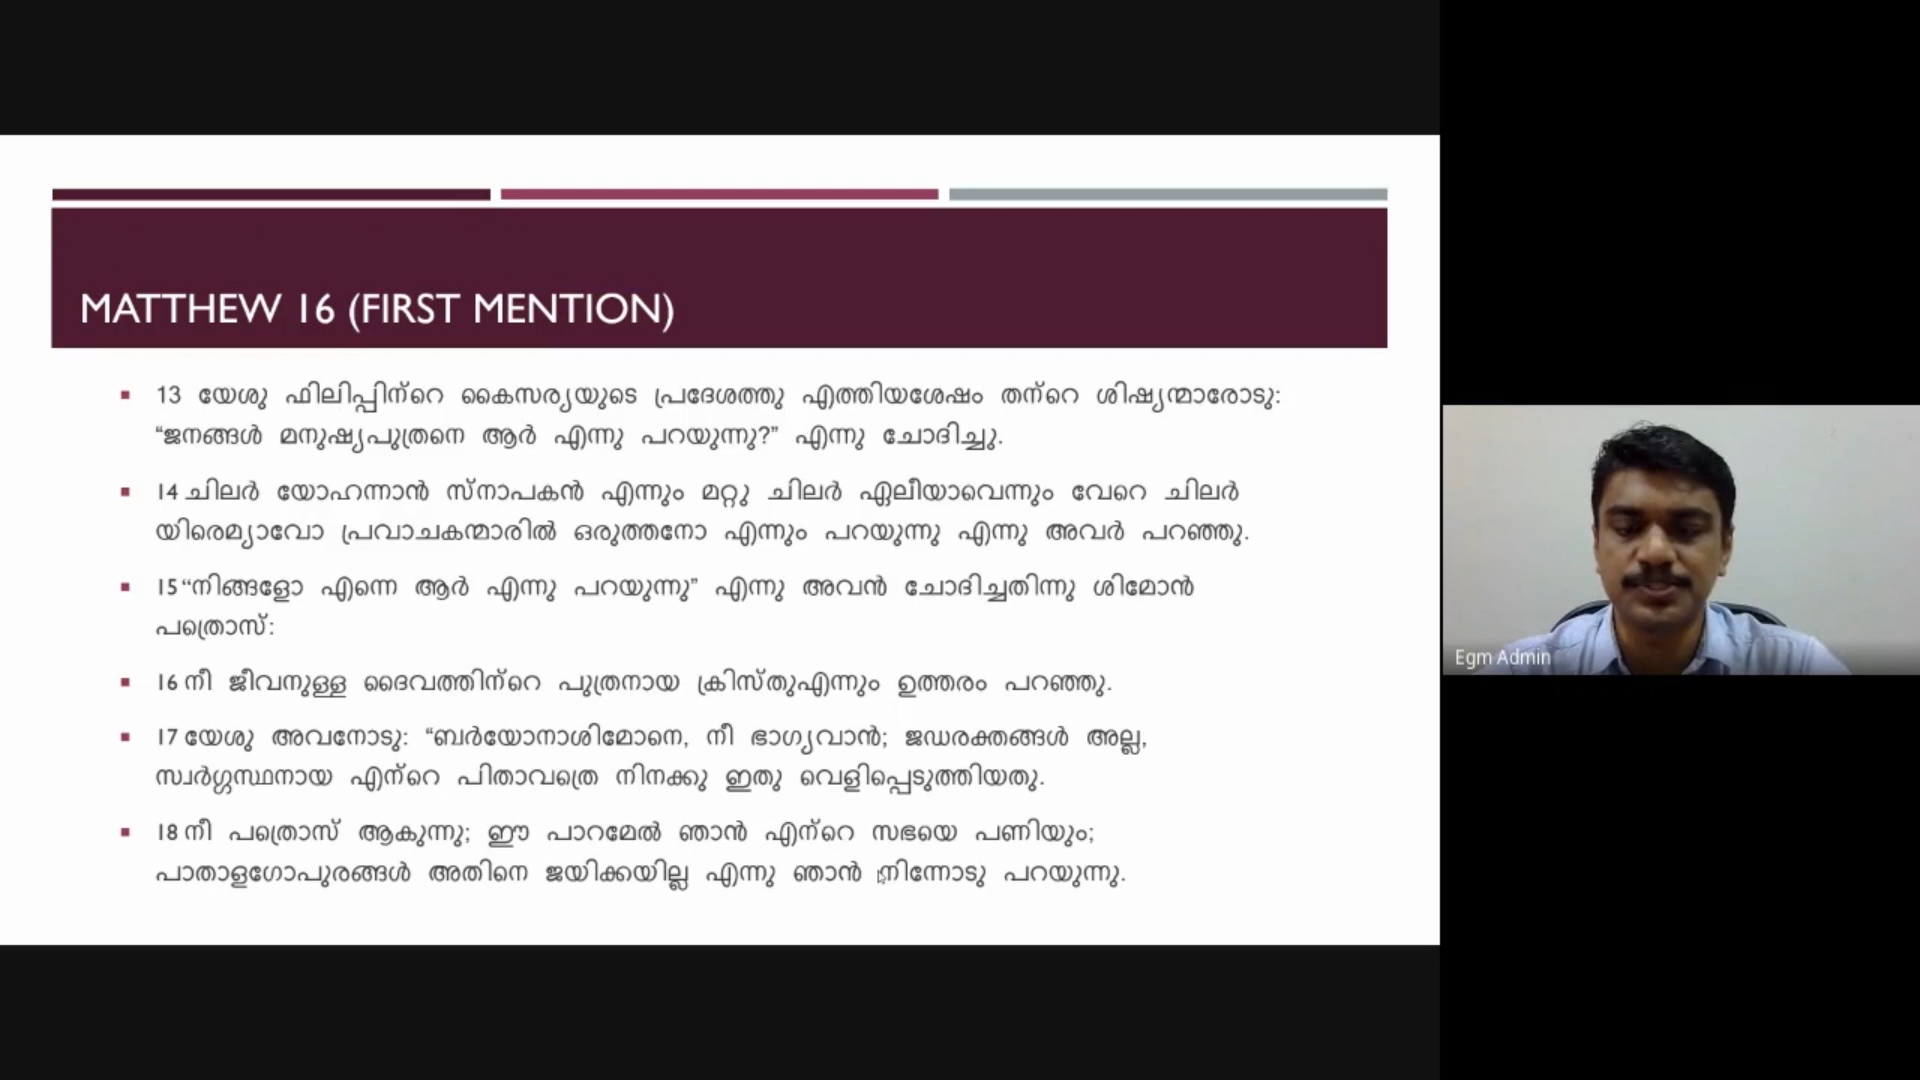 MATTHEW 16 (FIRST MENTION)
13 യേശു ഫിലിപ്പിന്റെ കൈസര്യയുടെ പ്രദേശത്തു എത്തിയശേഷം തന്റെ ശിഷ്യന്മാരോടു:
“ജനങ്ങൾ മനുഷ്യപുത്രനെ ആർ എന്നു പറയുന്നു?” എന്നു ചോദിച്ചു.
14 ചിലർ യോഹന്നാൻ സ്നാപകൻ എന്നും മറ്റു ചിലർ ഏലീയാവെന്നും വേറെ ചിലർ
യിരെമ്യാവോ പ്രവാചകന്മാരിൽ ഒരുത്തനോ എന്നും പറയുന്നു എന്നു അവർ പറഞ്ഞു.
15 “നിങ്ങളോ എന്നെ ആർ എന്നു പറയുന്നു” എന്നു അവൻ ചോദിച്ചതിന്നു ശിമോൻ
പത്രൊസ്:
16 നീ ജീവനുള്ള ദൈവത്തിന്റെ പുത്രനായ ക്രിസ്തുഎന്നും ഉത്തരം പറഞ്ഞു.
17 യേശു അവനോടു: “ബർയോനാശിമോനെ, നീ ഭാഗ്യവാൻ; ജഡരക്തങ്ങൾ അല്ല,
സ്വർഗ്ഗസ്ഥനായ എന്റെ പിതാവത്രെ നിനക്കു ഇതു വെളിപ്പെടുത്തിയതു.
18 നീ പത്രൊസ് ആകുന്നു; ഈ പാറമേൽ ഞാൻ എന്റെ സഭയെ പണിയും;
പാതാളഗോപുരങ്ങൾ അതിനെ ജയിക്കയില്ല എന്നു ഞാൻ നിന്നോടു പറയുന്നു.
Egm Admin